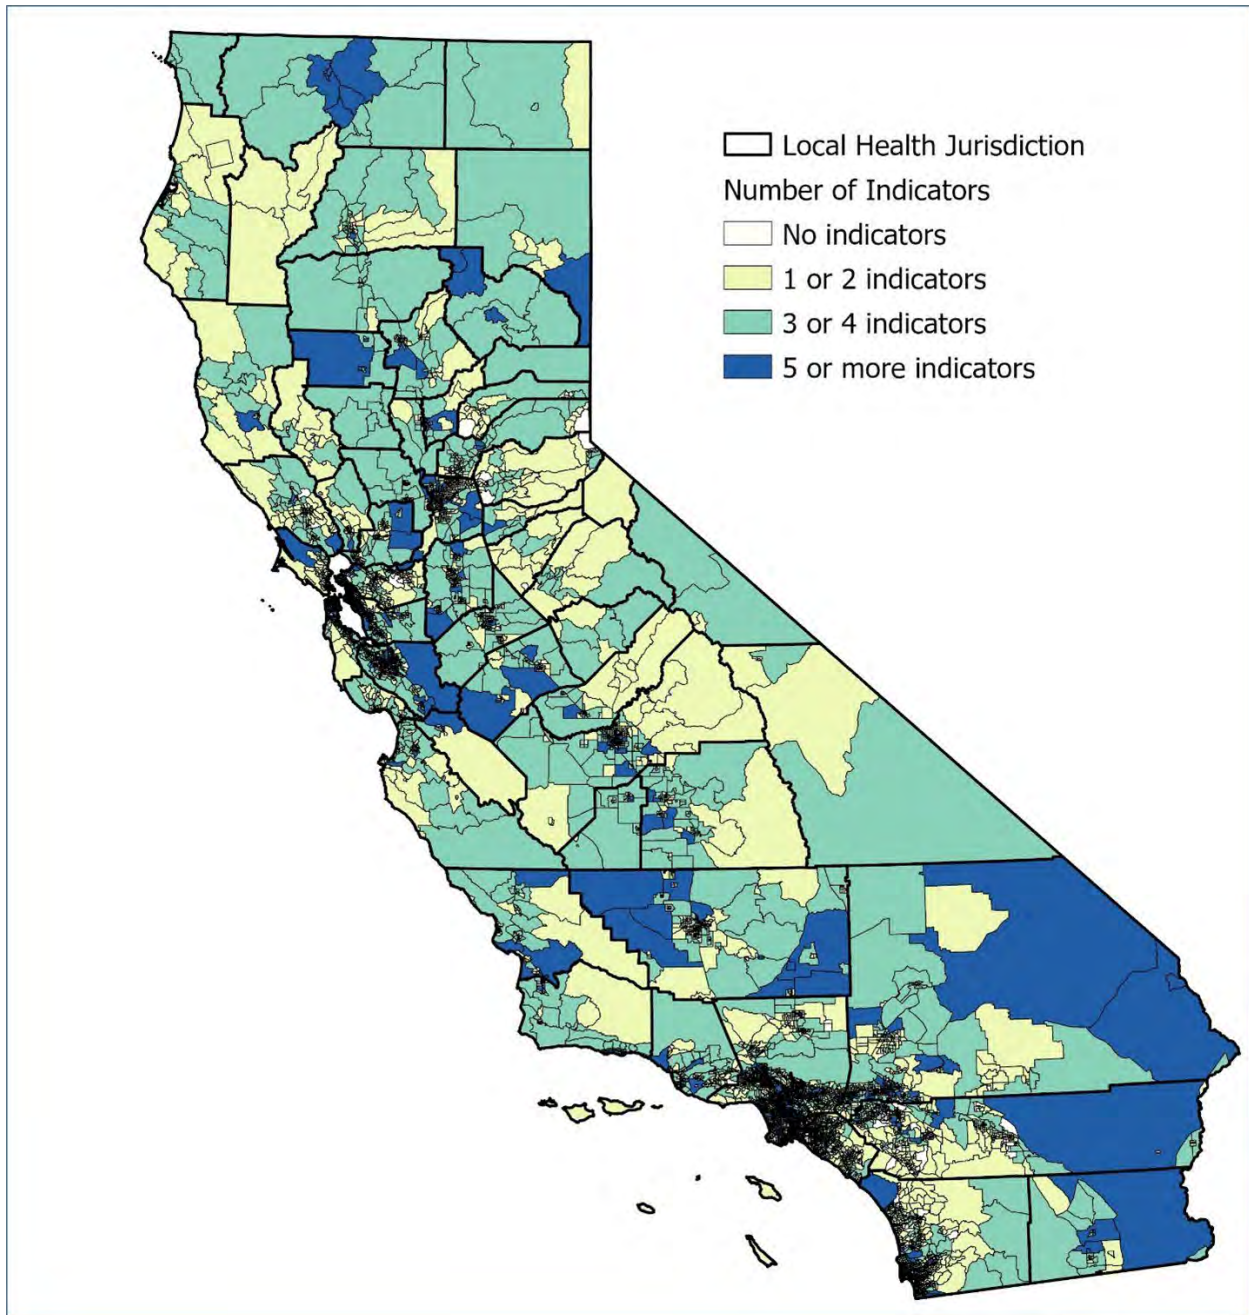 Local Health Jurisdiction
Number of Indicators
No indicators
1 or 2 indicators
3 or 4 indicators
5 or more indicators